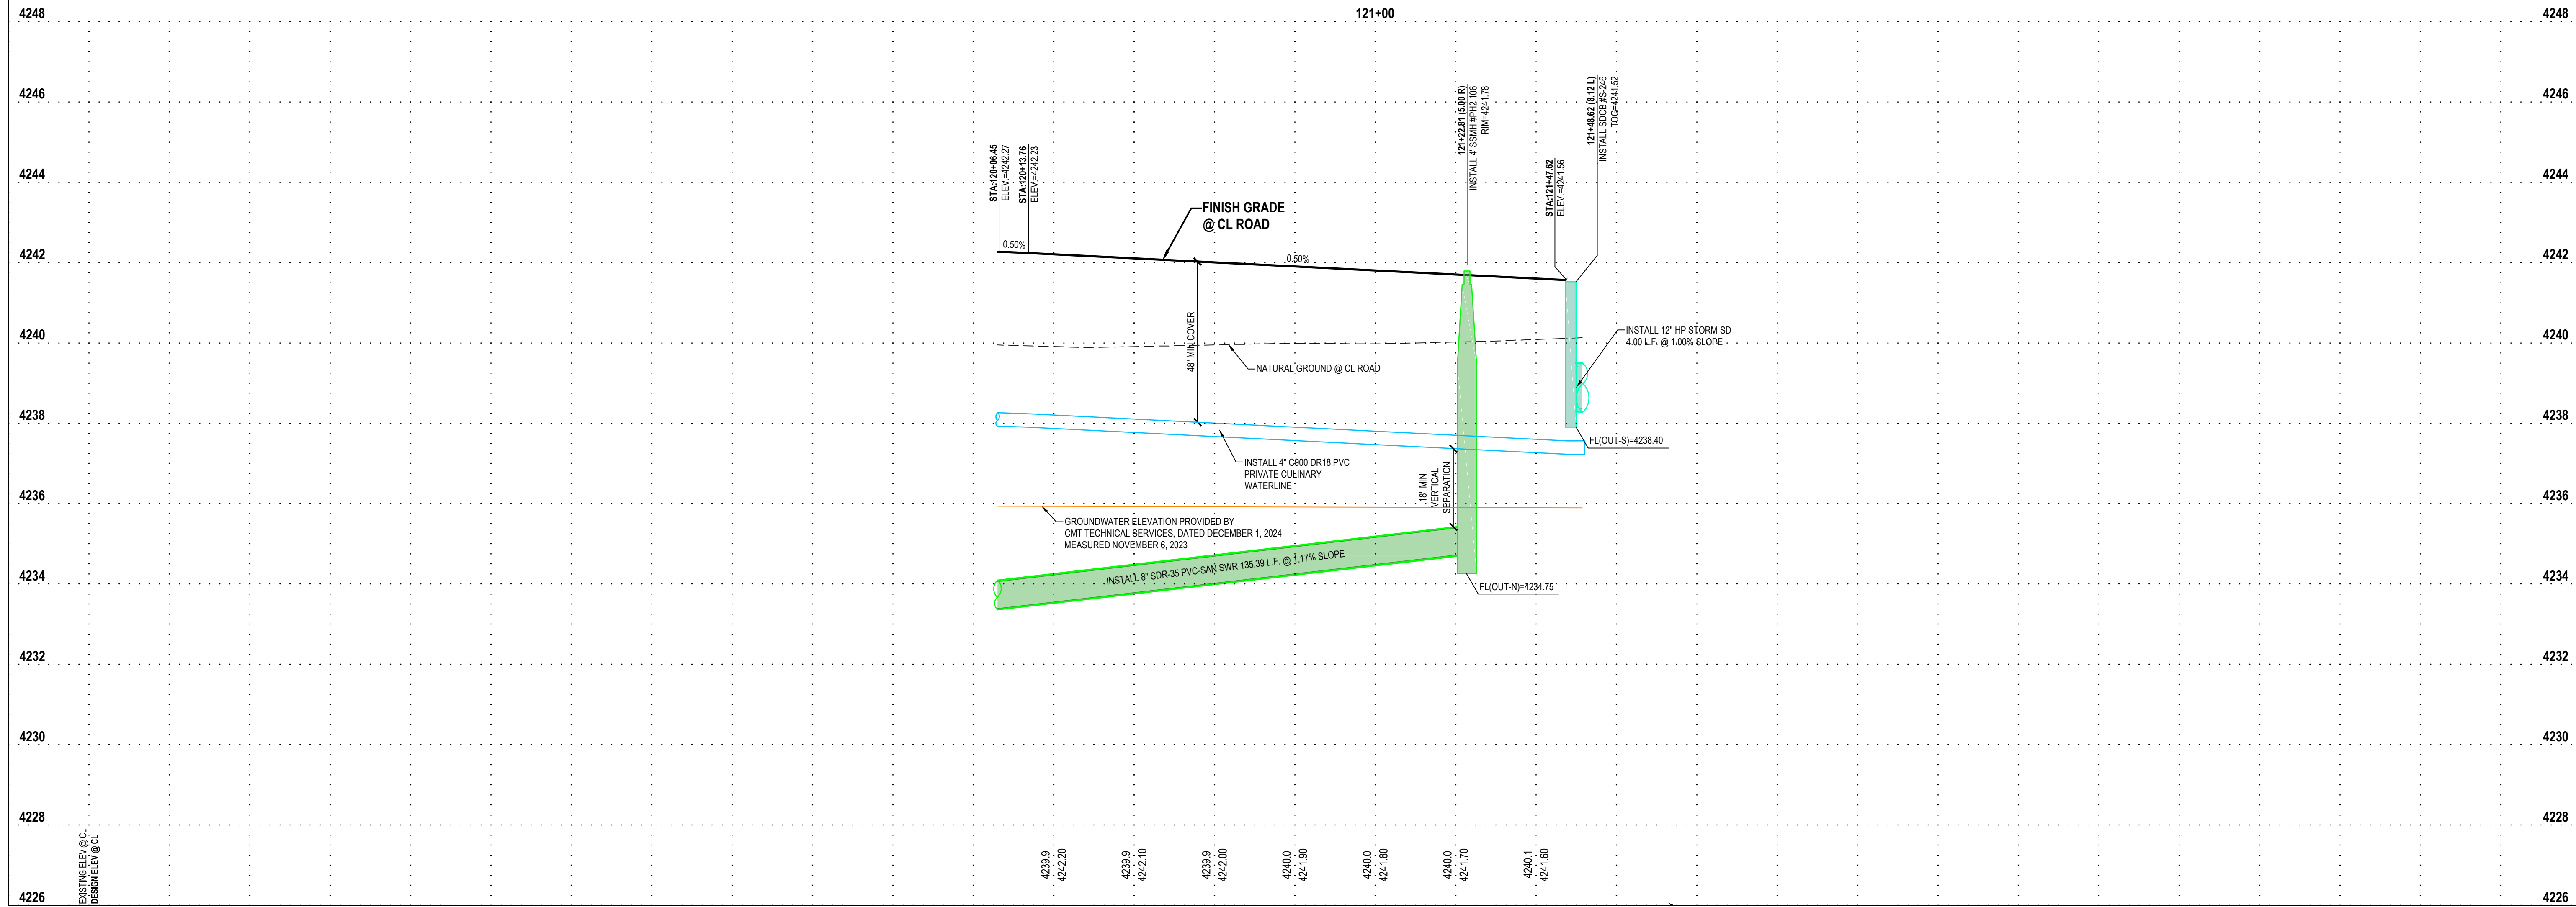 4248
121+00
4248
4246
4246
4244
4244
4242
4242
4240
4240
4238
4238
4236
4236
4234
4234
4232
4232
4230
4230
4228
4228
4226
4226
STA:120+06.45
ELEV.=4242.27
STA:120+13.76
ELEV.=4242.23
121+22.81 (5.00 R)
INSTALL 4' SSMH #PH2.106
RIM=4241.78
STA:121+47.62
ELEV.=4241.56
121+48.62 (8.12 L)
INSTALL SDCB #S-246
TOG=4241.52
FINISH GRADE
@ CL ROAD
0.50%
0.50%
48" MIN COVER
NATURAL GROUND @ CL ROAD
INSTALL 12" HP STORM-SD
4.00 L.F. @ 1.00% SLOPE
FL(OUT-S)=4238.40
INSTALL 4" C900 DR18 PVC
PRIVATE CULINARY
WATERLINE
18" MIN
VERTICAL
SEPARATION
GROUNDWATER ELEVATION PROVIDED BY
CMT TECHNICAL SERVICES, DATED DECEMBER 1, 2024
MEASURED NOVEMBER 6, 2023
INSTALL 8" SDR-35 PVC-SAN SWR 135.39 L.F. @ 1.17% SLOPE
FL(OUT-N)=4234.75
EXISTING ELEV @ CL
DESIGN ELEV @ CL
4239.9
4242.20
4239.9
4242.10
4239.9
4242.00
4240.0
4241.90
4240.0
4241.80
4240.0
4241.70
4240.1
4241.60